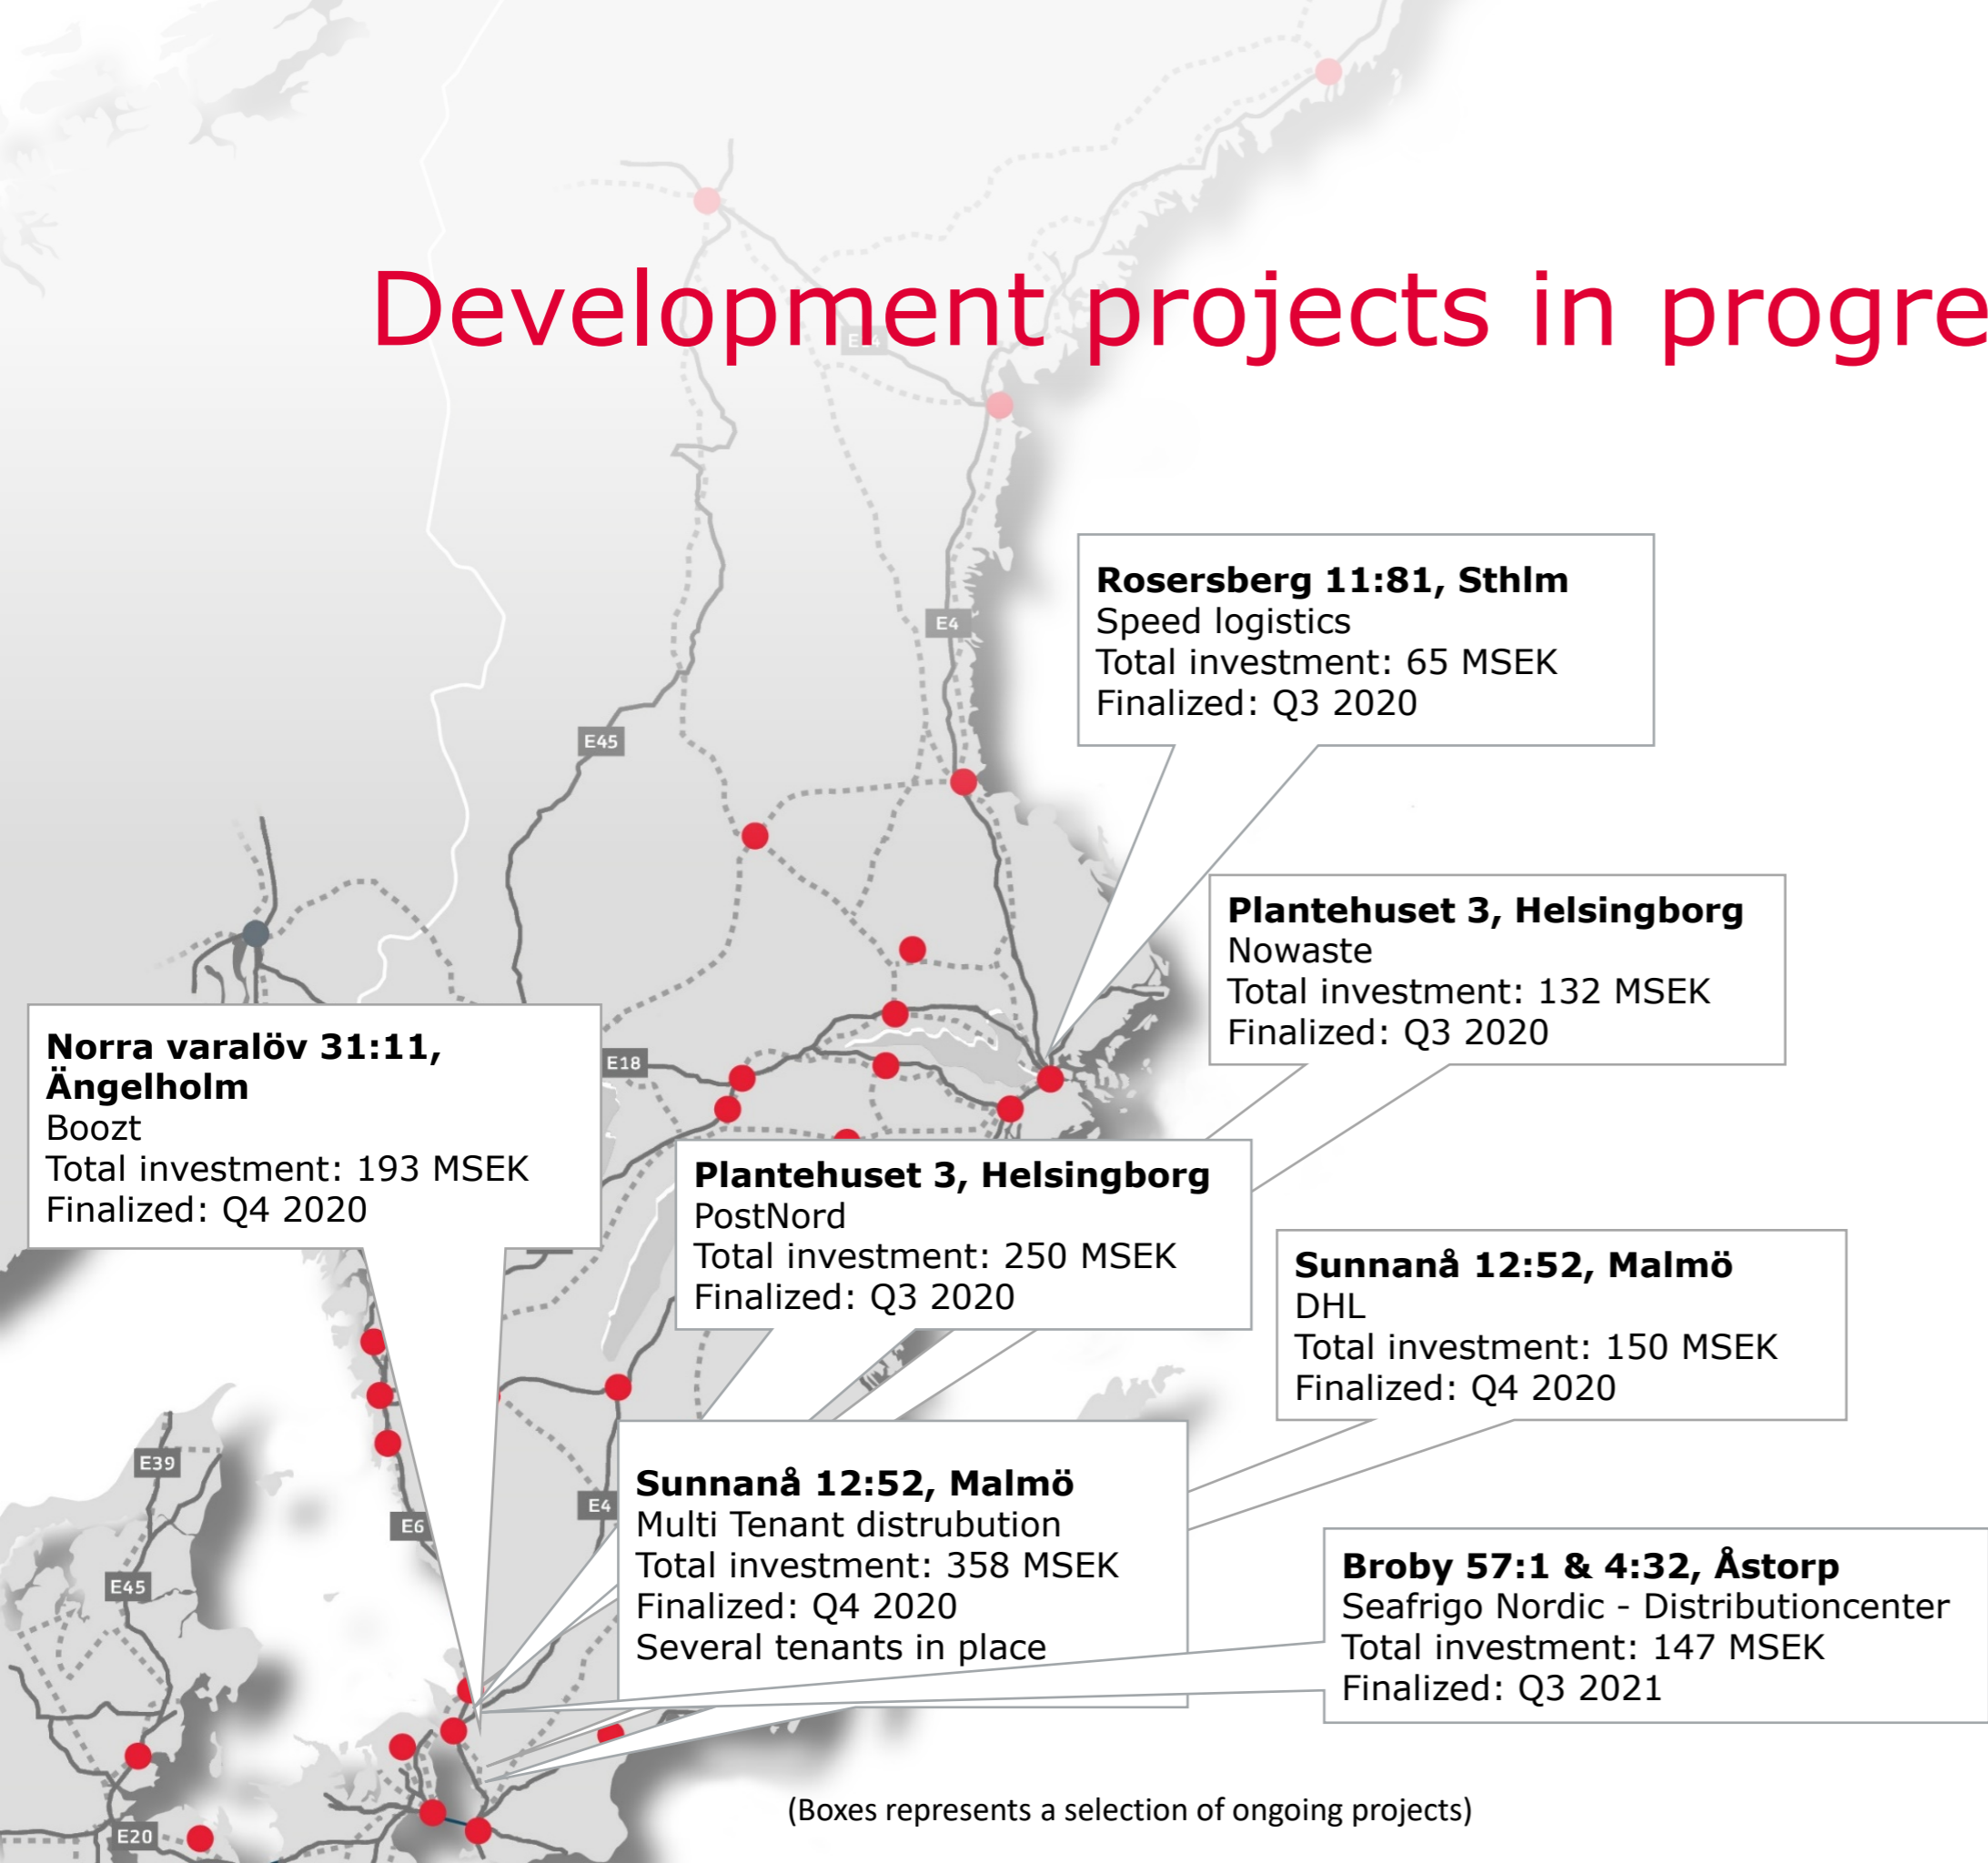 Development projects in progre
E4
Rosersberg 11:81, Sthlm
Speed logistics
Total investment: 65 MSEK
Finalized: Q3 2020
E45
Plantehuset 3, Helsingborg
Nowaste
Total investment: 132 MSEK
Finalized: Q3 2020
Norra varalöv 31:11,
Ängelholm
Boozt
Total investment: 193 MSEK
Finalized: Q4 2020
E18
Plantehuset 3, Helsingborg
PostNord
Total investment: 250 MSEK
Finalized: Q3 2020
Sunnanå 12:52, Malmö
DHL
Total investment: 150 MSEK
Finalized: Q4 2020
E39
E6
E4
E45
Sunnanå 12:52, Malmö
Multi Tenant distrubution
Total investment: 358 MSEK
Finalized: Q4 2020
Several tenants in place
Broby 57:1 & 4:32, Åstorp
Seafrigo Nordic - Distributioncenter
Total investment: 147 MSEK
Finalized: Q3 2021
(Boxes represents a selection of ongoing projects)
E20